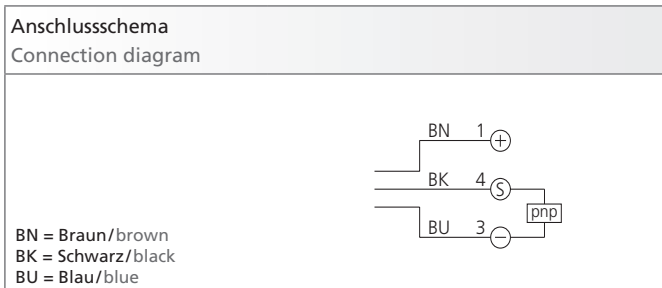 Anschlussschema
Connection diagram
BN 1 +
BK 4 S
pnp
BU 3 −
BN = Braun/brown
BK = Schwarz/black
BU = Blau/blue